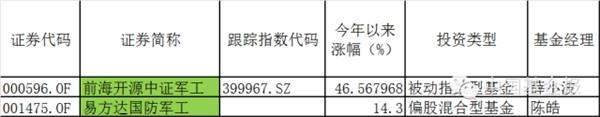 证券代码 证券简称 跟踪指数代码 今年以来涨幅（%） 投资类型 基金经理
000596.OF 前海开源中证军工 399967.SZ 46.567968 被动指数型基金
001475.OF 易方达国防军工 14.3 偏股混合型基金 陈皓